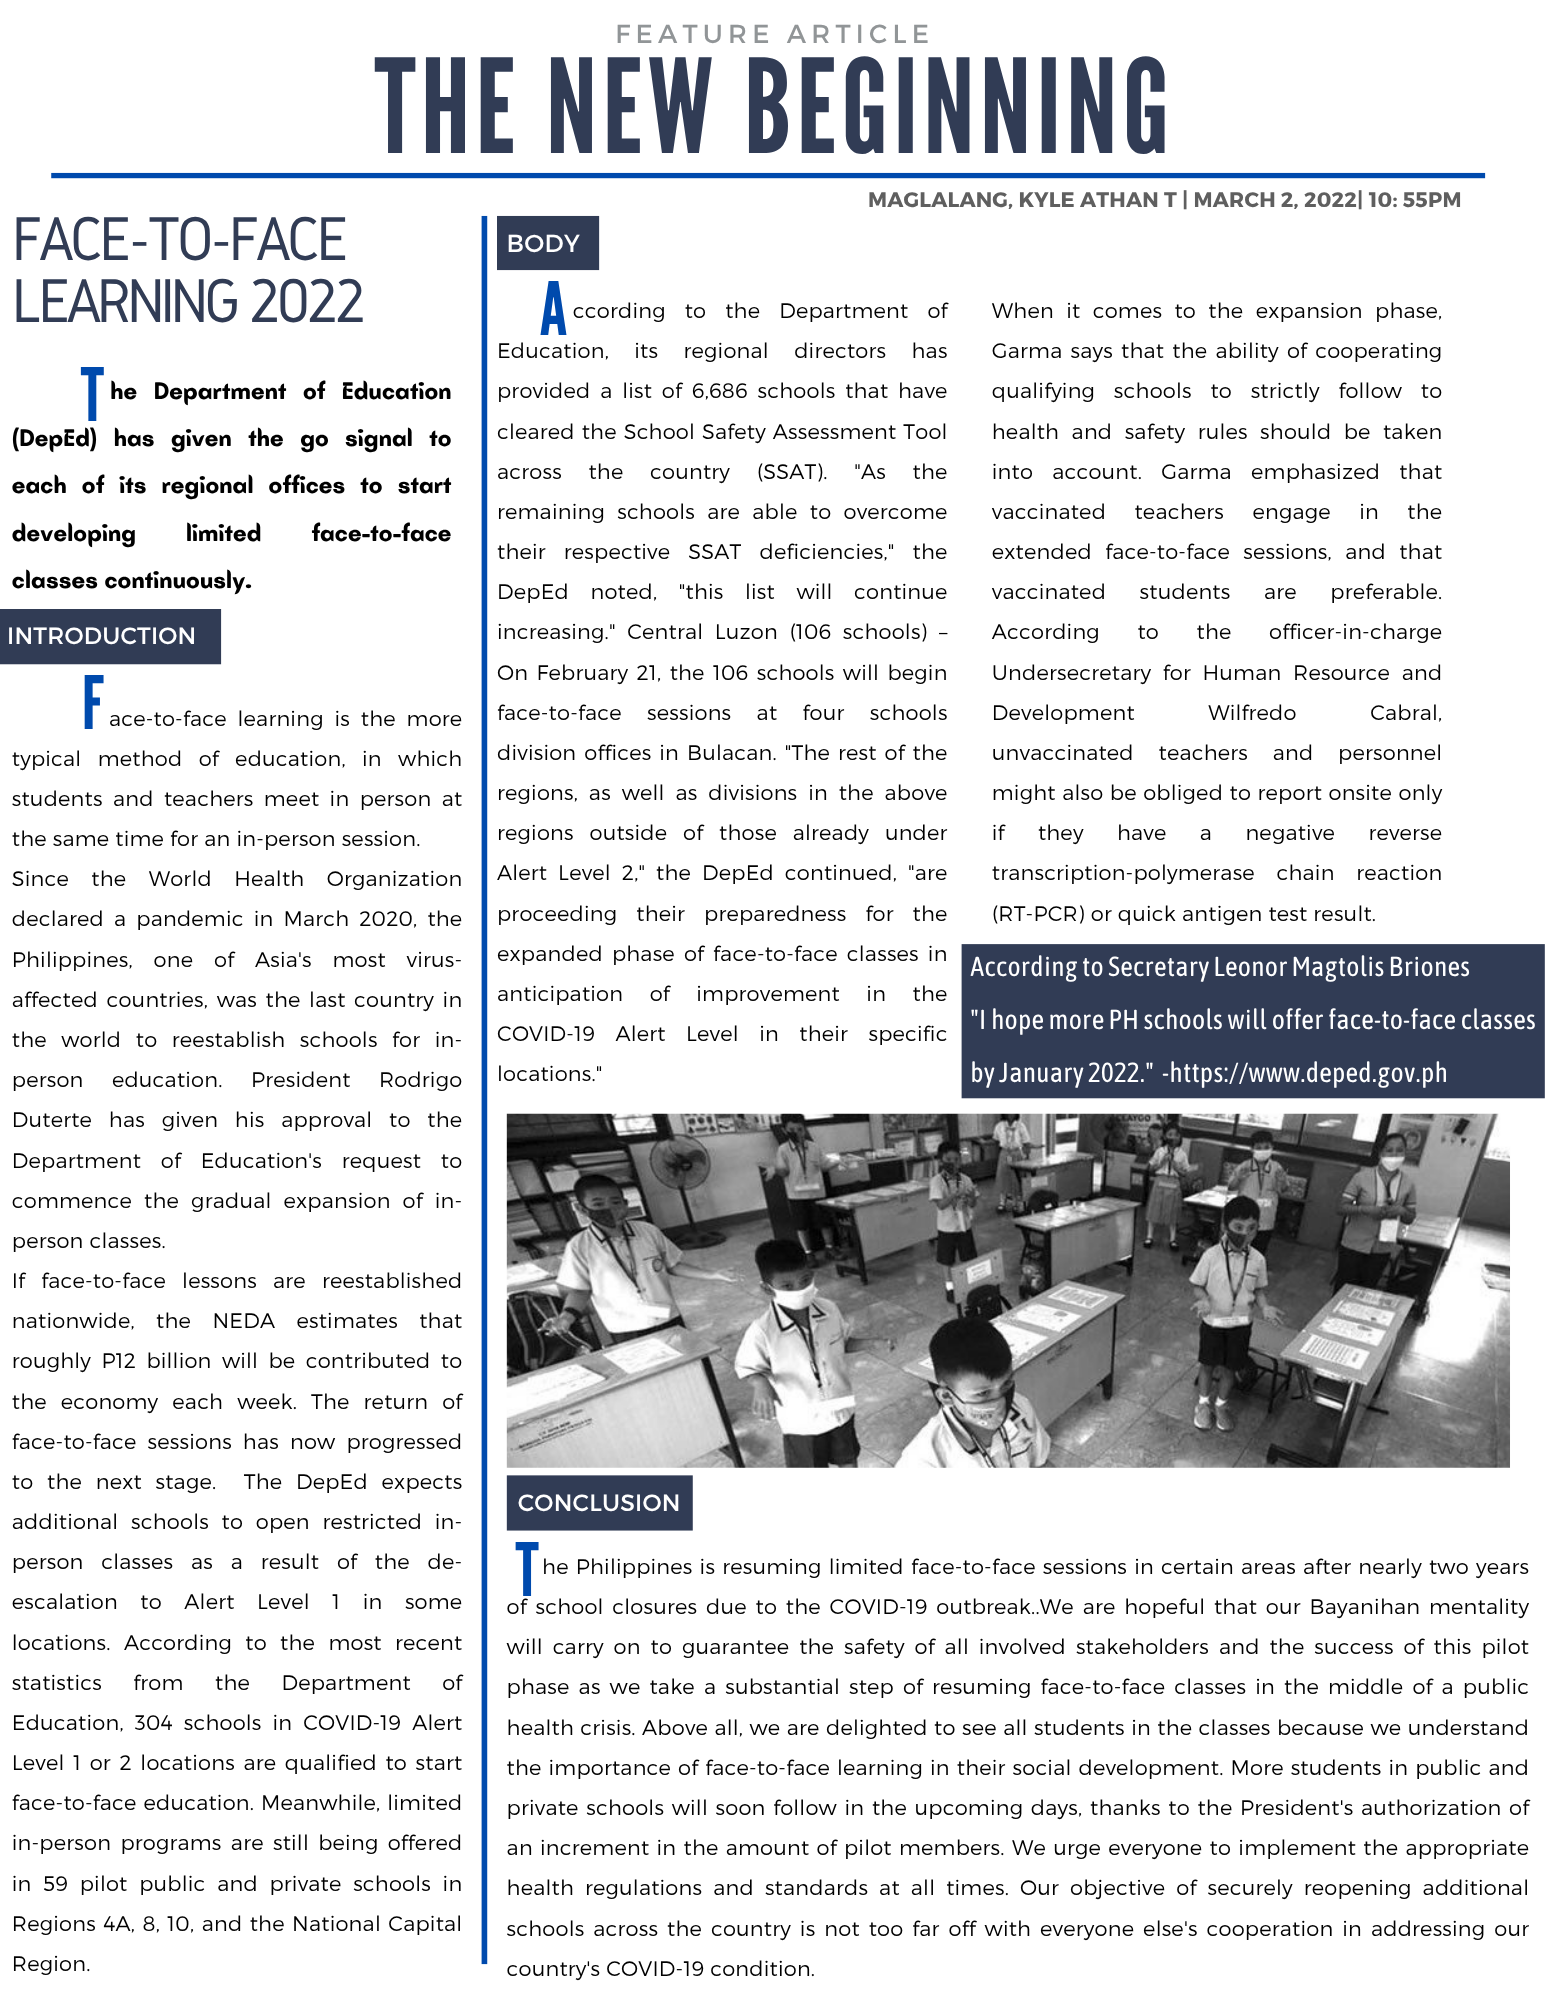 FEATURE ARTICLE
THE NEW BEGINNING
MAGLALANG, KYLE ATHAN T | MARCH 2, 2022| 10: 55PM
FACE-TO-FACE
LEARNING 2022
The Department of Education
(DepEd) has given the go signal to
each of its regional offices to start
developing limited face-to-face
classes continuously.
INTRODUCTION
Face-to-face learning is the more
typical method of education, in which
students and teachers meet in person at
the same time for an in-person session.
Since the World Health Organization
declared a pandemic in March 2020, the
Philippines, one of Asia's most virus-
affected countries, was the last country in
the world to reestablish schools for in-
person education. President Rodrigo
Duterte has given his approval to the
Department of Education's request to
commence the gradual expansion of in-
person classes.
If face-to-face lessons are reestablished
nationwide, the NEDA estimates that
roughly P12 billion will be contributed to
the economy each week. The return of
face-to-face sessions has now progressed
to the next stage. The DepEd expects
additional schools to open restricted in-
person classes as a result of the de-
escalation to Alert Level 1 in some
locations. According to the most recent
statistics from the Department of
Education, 304 schools in COVID-19 Alert
Level 1 or 2 locations are qualified to start
face-to-face education. Meanwhile, limited
in-person programs are still being offered
in 59 pilot public and private schools in
Regions 4A, 8, 10, and the National Capital
Region.
BODY
According to the Department of
Education, its regional directors has
provided a list of 6,686 schools that have
cleared the School Safety Assessment Tool
across the country (SSAT). "As the
remaining schools are able to overcome
their respective SSAT deficiencies," the
DepEd noted, "this list will continue
increasing." Central Luzon (106 schools) –
On February 21, the 106 schools will begin
face-to-face sessions at four schools
division offices in Bulacan. "The rest of the
regions, as well as divisions in the above
regions outside of those already under
Alert Level 2," the DepEd continued, "are
proceeding their preparedness for the
expanded phase of face-to-face classes in
anticipation of improvement in the
COVID-19 Alert Level in their specific
locations."
When it comes to the expansion phase,
Garma says that the ability of cooperating
qualifying schools to strictly follow to
health and safety rules should be taken
into account. Garma emphasized that
vaccinated teachers engage in the
extended face-to-face sessions, and that
vaccinated students are preferable.
According to the officer-in-charge
Undersecretary for Human Resource and
Development Wilfredo Cabral,
unvaccinated teachers and personnel
might also be obliged to report onsite only
if they have a negative reverse
transcription-polymerase chain reaction
(RT-PCR) or quick antigen test result.
According to Secretary Leonor Magtolis Briones
"I hope more PH schools will offer face-to-face classes
by January 2022." -https://www.deped.gov.ph
CONCLUSION
The Philippines is resuming limited face-to-face sessions in certain areas after nearly two years
of school closures due to the COVID-19 outbreak..We are hopeful that our Bayanihan mentality
will carry on to guarantee the safety of all involved stakeholders and the success of this pilot
phase as we take a substantial step of resuming face-to-face classes in the middle of a public
health crisis. Above all, we are delighted to see all students in the classes because we understand
the importance of face-to-face learning in their social development. More students in public and
private schools will soon follow in the upcoming days, thanks to the President's authorization of
an increment in the amount of pilot members. We urge everyone to implement the appropriate
health regulations and standards at all times. Our objective of securely reopening additional
schools across the country is not too far off with everyone else's cooperation in addressing our
country's COVID-19 condition.